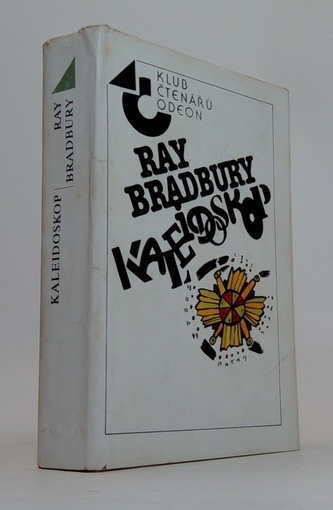 KLUB
ČTENÁŘŮ
ODEON
RAY
BRADBURY
KALEIDOSKOP
RAY
BRADBURY
KALEIDOSKOP